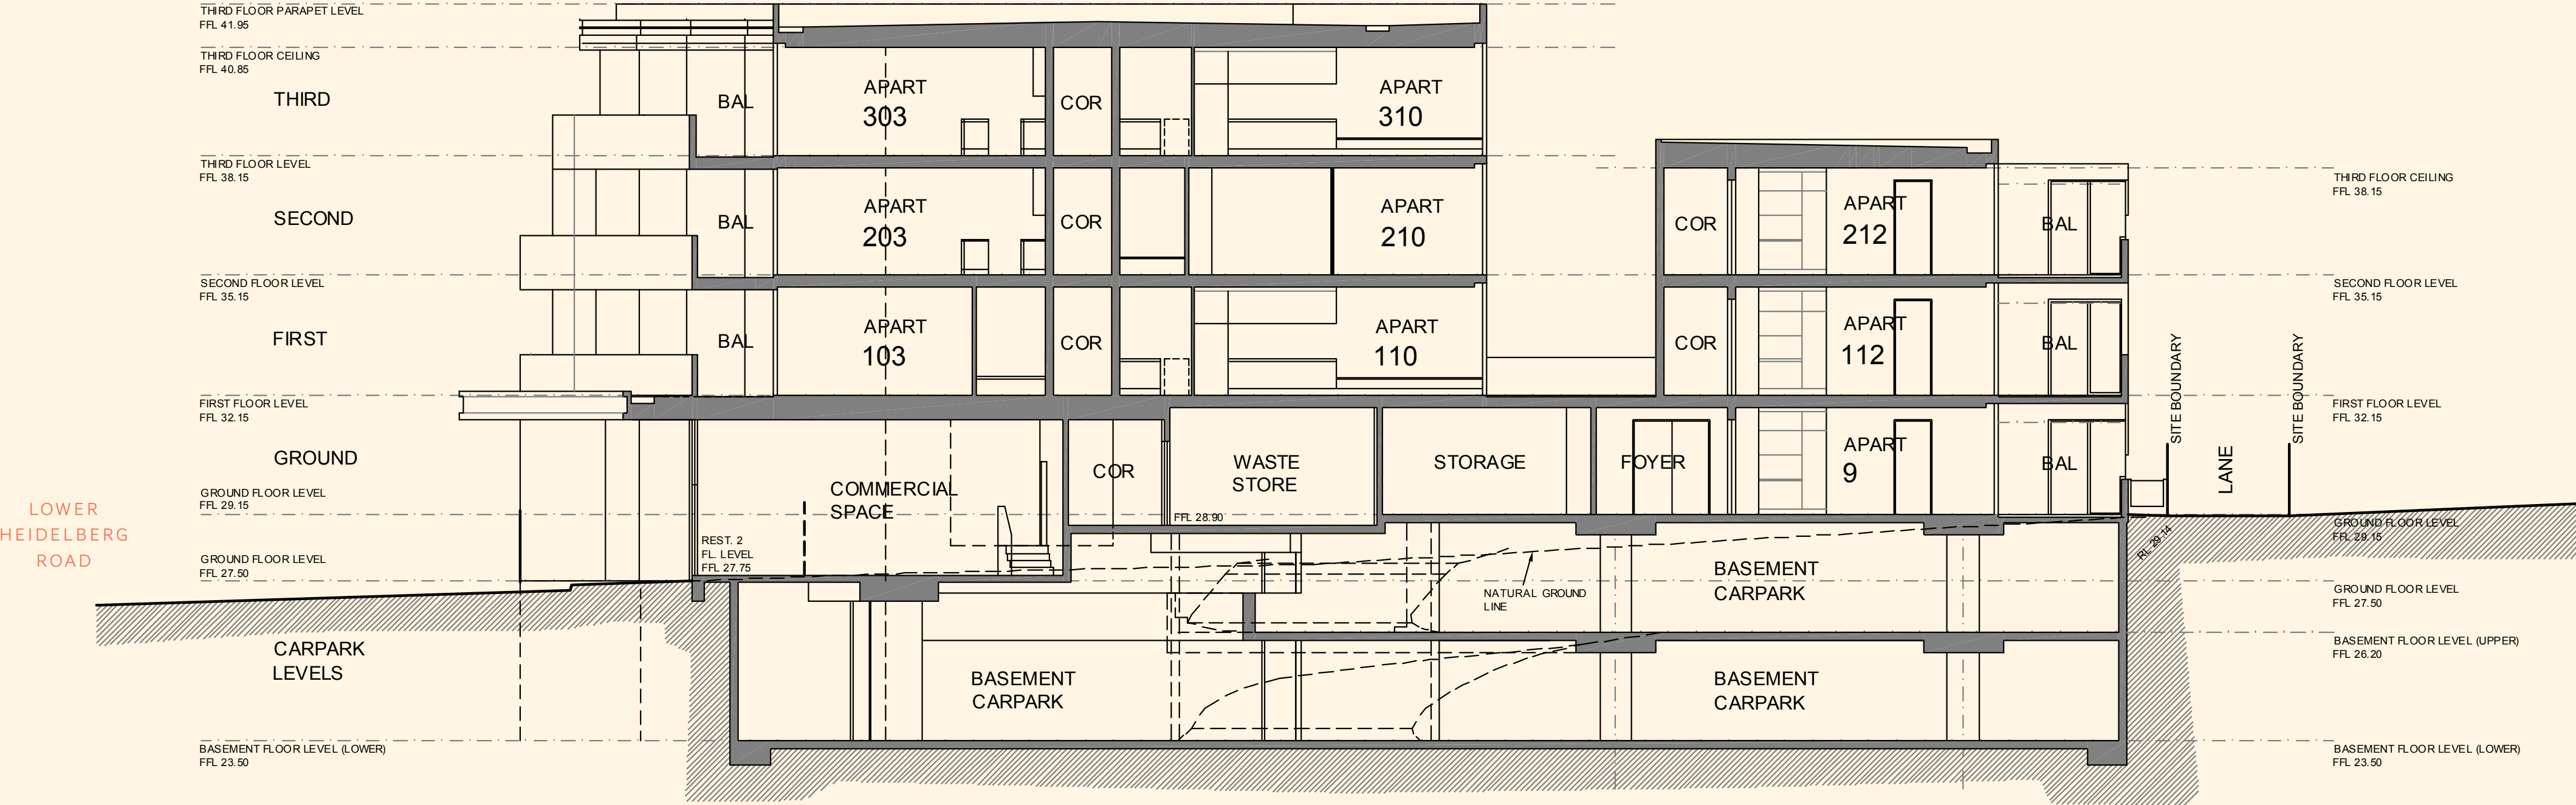 THIRD FLOOR PARAPET LEVEL
FFL 41.95
THIRD FLOOR CEILING
FFL 40.85
THIRD
BAL
APART
303
COR
APART
310
THIRD FLOOR LEVEL
FFL 38.15
THIRD FLOOR CEILING
FFL 38.15
SECOND
BAL
APART
203
COR
APART
210
COR
APART
212
BAL
SECOND FLOOR LEVEL
FFL 35.15
SECOND FLOOR LEVEL
FFL 35.15
FIRST
BAL
APART
103
COR
APART
110
COR
APART
112
BAL
SITE BOUNDARY
SITE BOUNDARY
FIRST FLOOR LEVEL
FFL 32.15
FIRST FLOOR LEVEL
FFL 32.15
GROUND
COMMERCIAL
SPACE
COR
WASTE
STORE
STORAGE
FOYER
APART
9
BAL
LANE
GROUND FLOOR LEVEL
FFL 29.15
FFL 28.90
GROUND FLOOR LEVEL
FFL 29.15
RL 29.14
LOWER
HEIDELBERG
ROAD
REST. 2
FL. LEVEL
FFL 27.75
GROUND FLOOR LEVEL
FFL 27.50
NATURAL GROUND
LINE
BASEMENT
CARPARK
GROUND FLOOR LEVEL
FFL 27.50
CARPARK
LEVELS
BASEMENT FLOOR LEVEL (UPPER)
FFL 26.20
BASEMENT
CARPARK
BASEMENT
CARPARK
BASEMENT FLOOR LEVEL (LOWER)
FFL 23.50
BASEMENT FLOOR LEVEL (LOWER)
FFL 23.50